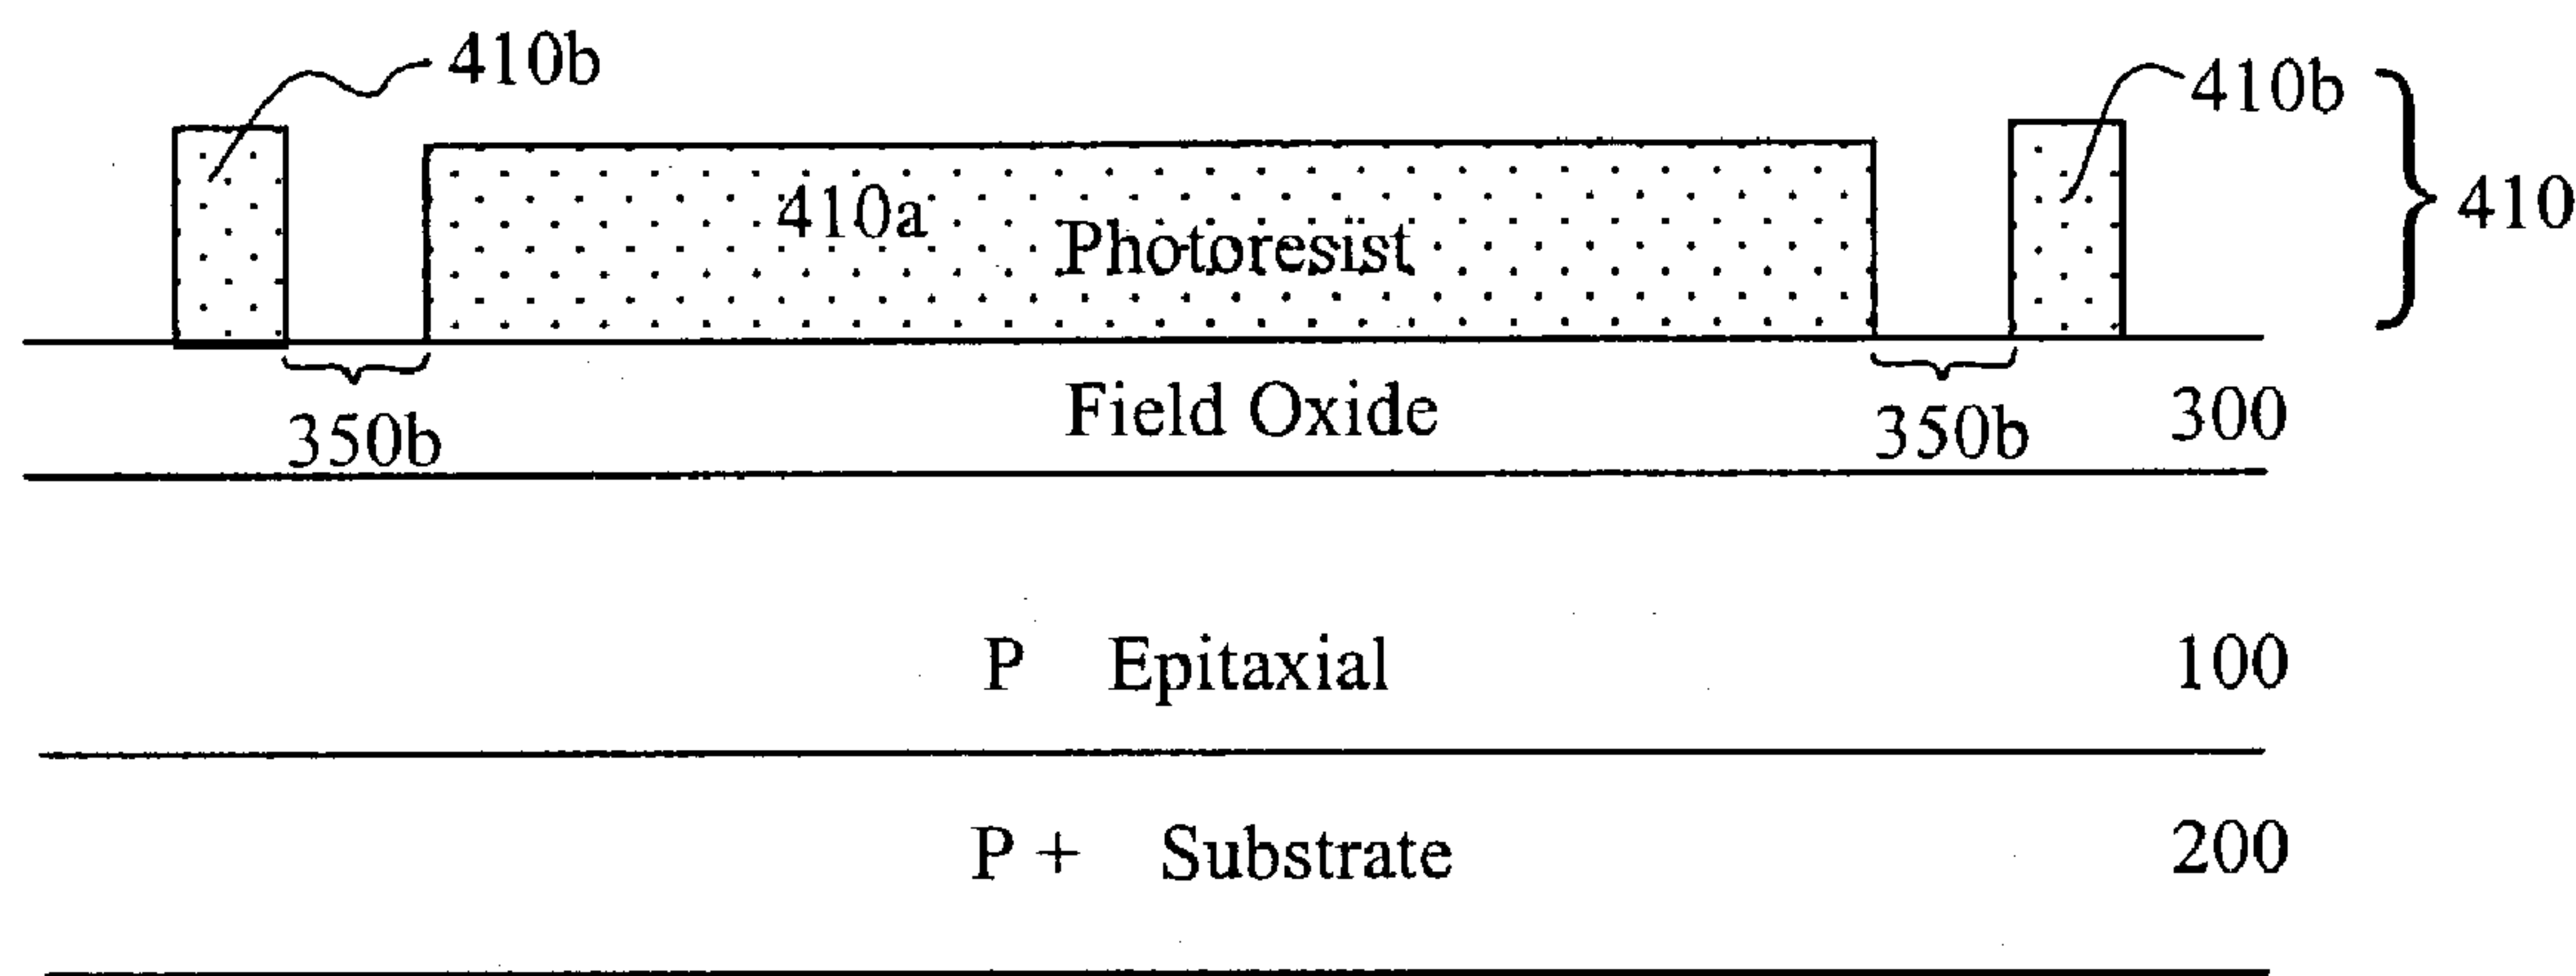 410b
410b
410
410a
Photoresist
350b
Field Oxide
350b
300
P Epitaxial
100
P + Substrate
200